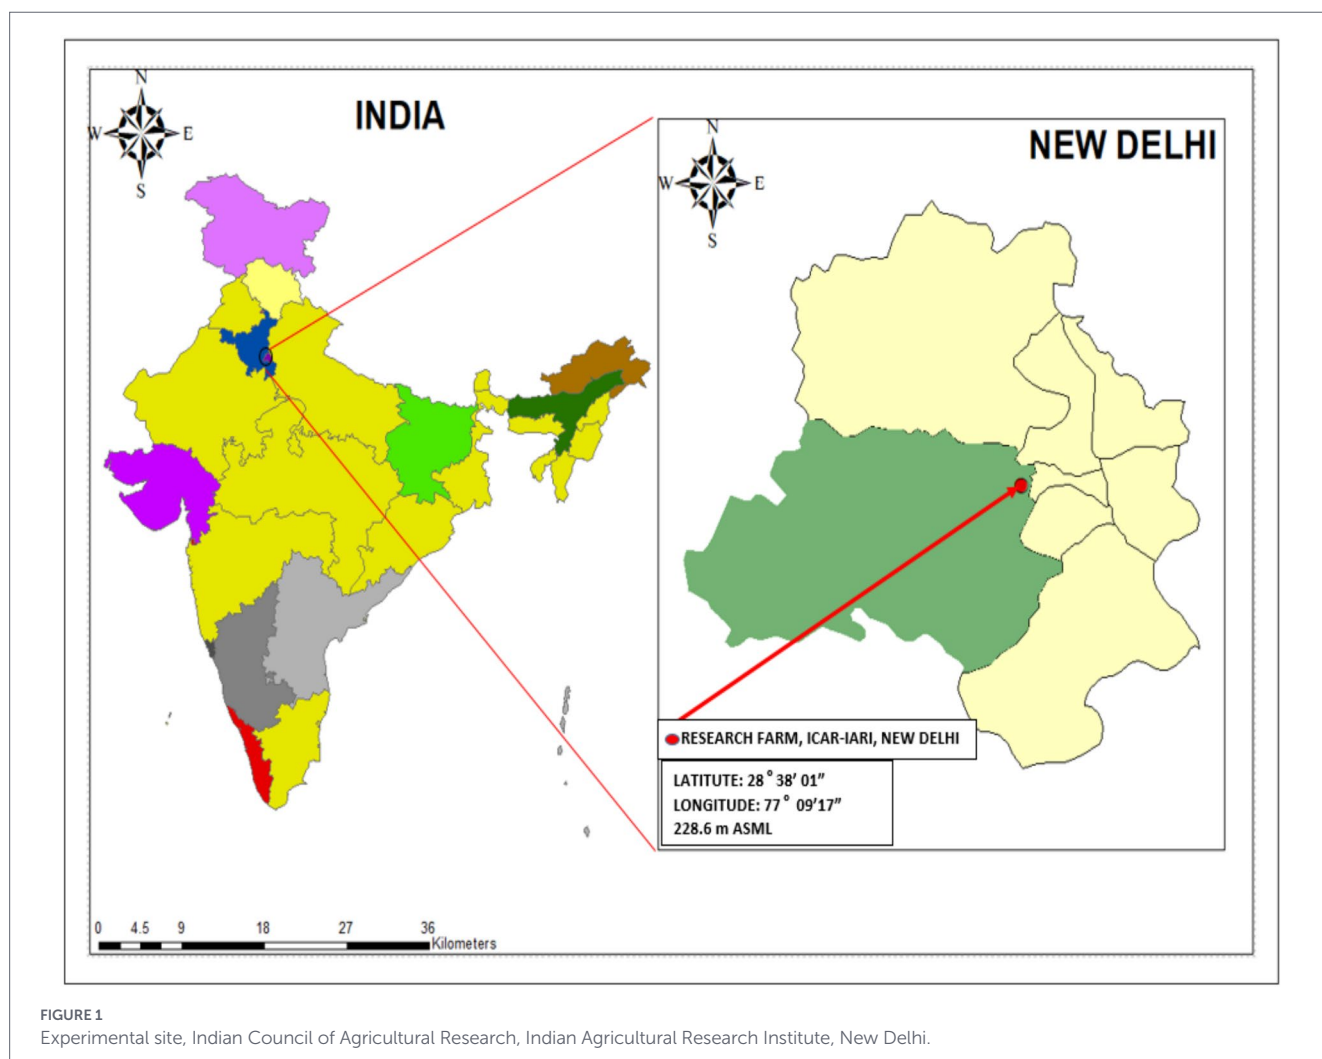 N
W E
S
INDIA
N
W E
S
NEW DELHI
RESEARCH FARM, ICAR-IARI, NEW DELHI
LATITUTE: 28° 38' 01"
LONGITUDE: 77° 09'17"
228.6 m ASML
0 4.5 9 18 27 36
Kilometers
FIGURE 1
Experimental site, Indian Council of Agricultural Research, Indian Agricultural Research Institute, New Delhi.